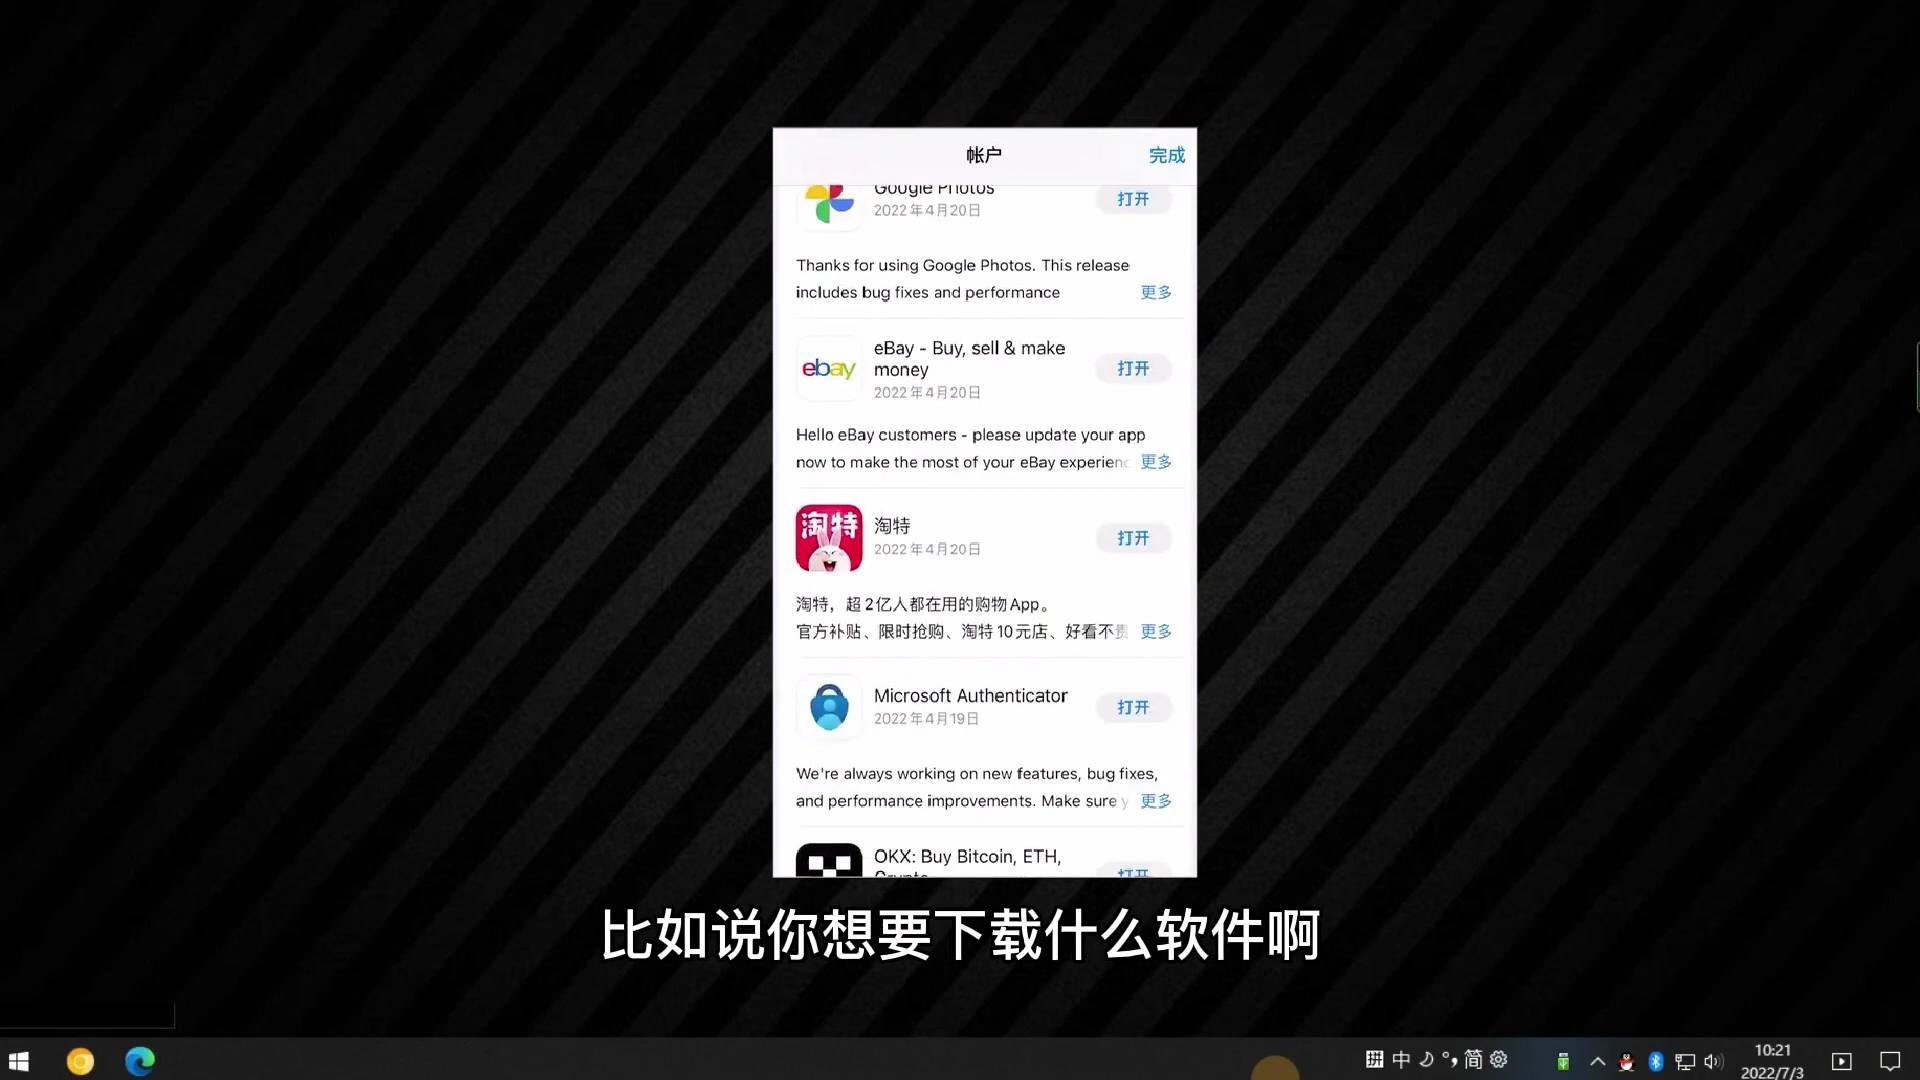 帐户
完成
Google Photos
2022年4月20日
打开
Thanks for using Google Photos. This release
includes bug fixes and performance
更多
ebay
eBay - Buy, sell & make
money
2022年4月20日
打开
Hello eBay customers - please update your app
now to make the most of your eBay experienc
更多
淘特
淘特
2022年4月20日
打开
淘特，超2亿人都在用的购物App。
官方补贴、限时抢购、淘特10元店、好看不贵
更多
Microsoft Authenticator
2022年4月19日
打开
We're always working on new features, bug fixes,
and performance improvements. Make sure y
更多
OKX: Buy Bitcoin, ETH,
Crypto
打开
比如说你想要下载什么软件啊
拼 中 简
10:21
2022/7/3